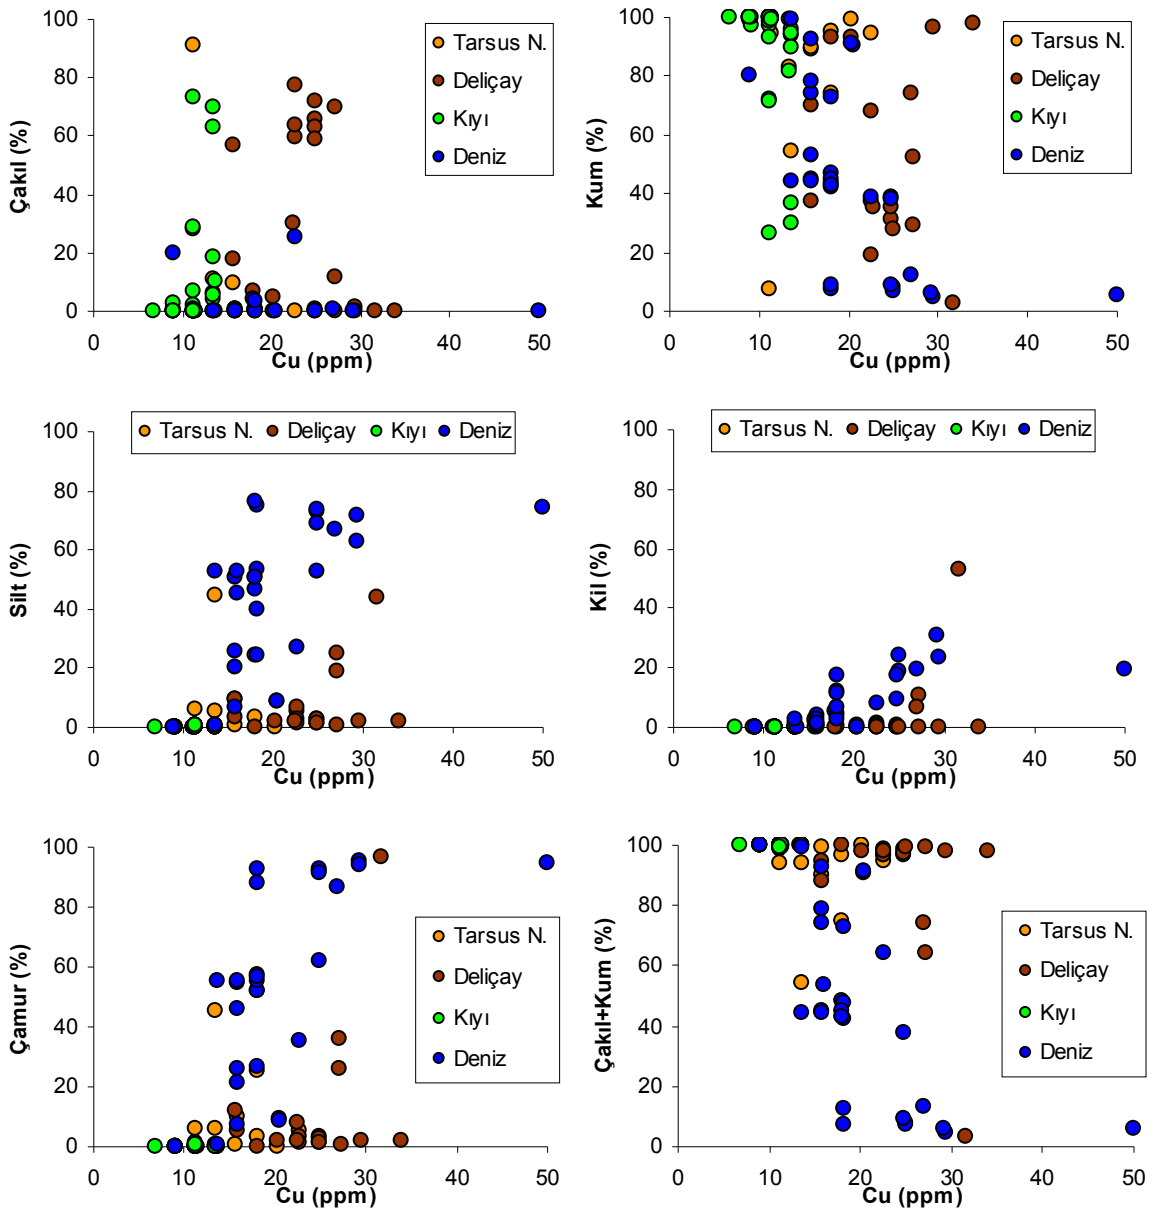 Çakıl (%)
100
80
60
40
20
0
0 10 20 30 40 50
Cu (ppm)
Tarsus N.
Deliçay
Kıyı
Deniz
Kum (%)
100
80
60
40
20
0
0 10 20 30 40 50
Cu (ppm)
Tarsus N.
Deliçay
Kıyı
Deniz
Tarsus N. Deliçay Kıyı Deniz
Silt (%)
100
80
60
40
20
0
0 10 20 30 40 50
Cu (ppm)
Tarsus N. Deliçay Kıyı Deniz
Kil (%)
100
80
60
40
20
0
0 10 20 30 40 50
Cu (ppm)
Çamur (%)
100
80
60
40
20
0
0 10 20 30 40 50
Cu (ppm)
Tarsus N.
Deliçay
Kıyı
Deniz
Çakıl+Kum (%)
100
80
60
40
20
0
0 10 20 30 40 50
Cu (ppm)
Tarsus N.
Deliçay
Kıyı
Deniz